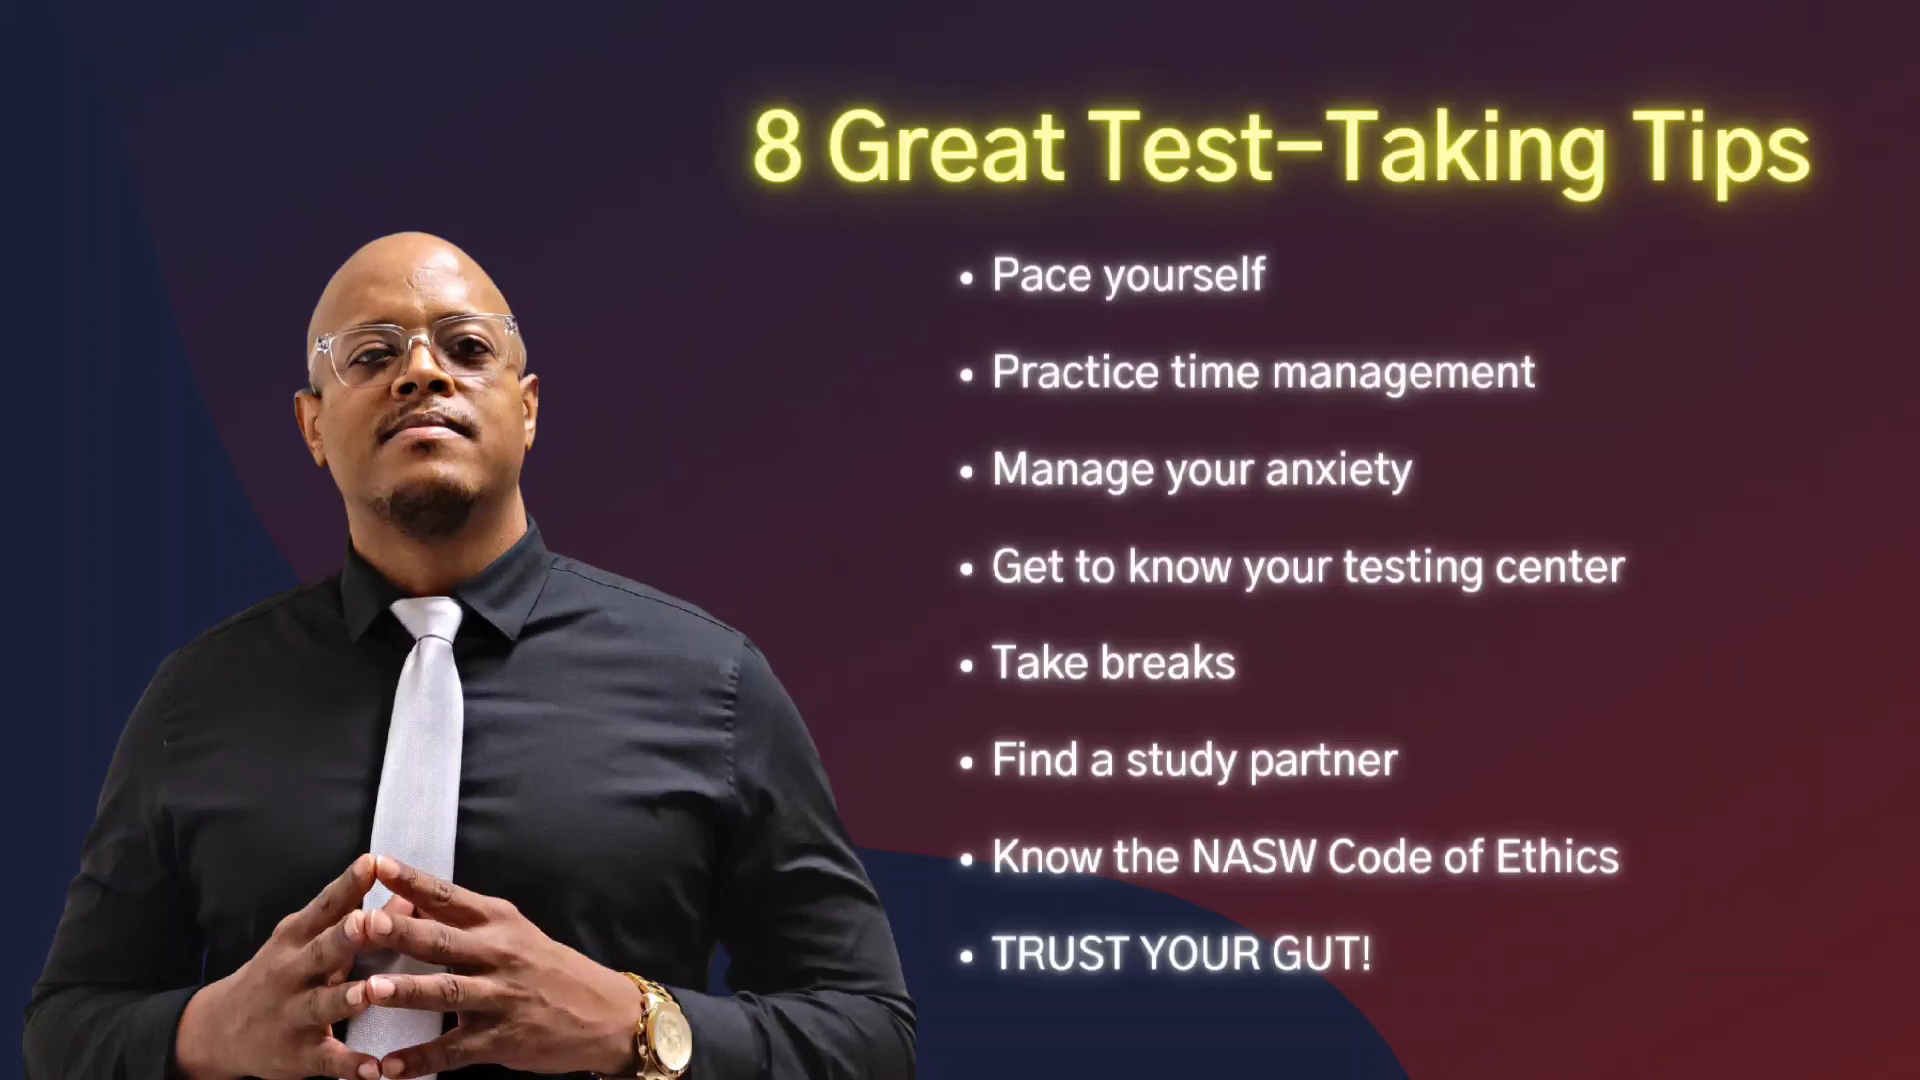 8 Great Test-Taking Tips
• Pace yourself
• Practice time management
• Manage your anxiety
• Get to know your testing center
• Take breaks
• Find a study partner
• Know the NASW Code of Ethics
• TRUST YOUR GUT!